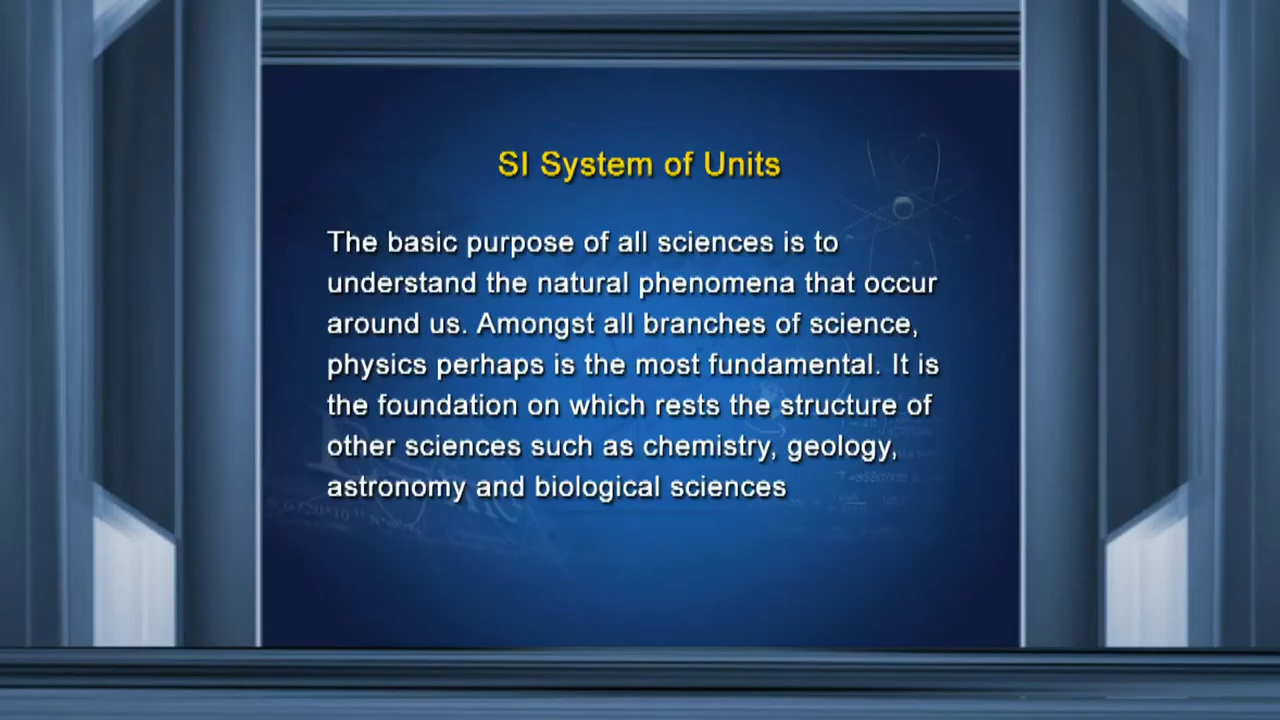 SI System of Units
The basic purpose of all sciences is to
understand the natural phenomena that occur
around us. Amongst all branches of science,
physics perhaps is the most fundamental. It is
the foundation on which rests the structure of
other sciences such as chemistry, geology,
astronomy and biological sciences